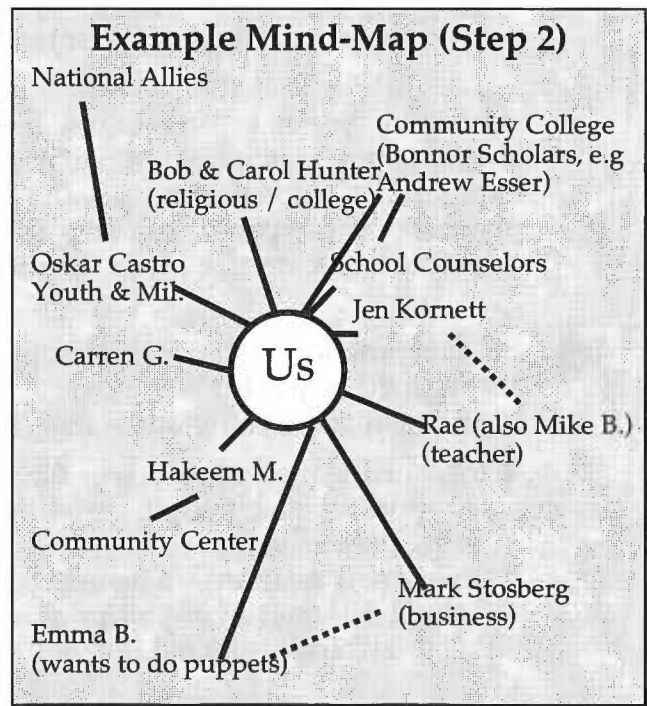 Example Mind-Map (Step 2)
National Allies
Community College
(Bonnor Scholars, e.g
Andrew Esser)
Bob & Carol Hunter
(religious / college)
Oskar Castro
Youth & Mil.
School Counselors
Jen Kornett
Us
Carren G.
Rae (also Mike B.)
(teacher)
Hakeem M.
Community Center
Mark Stosberg
(business)
Emma B.
(wants to do puppets)